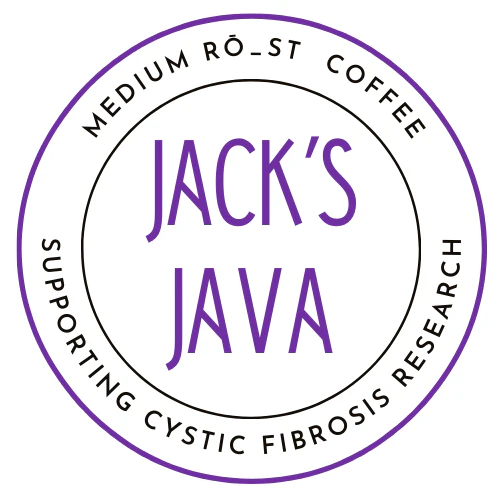 MEDIUM RŌ_ST COFFEE
JACK'S
JAVA
SUPPORTING CYSTIC FIBROSIS RESEARCH